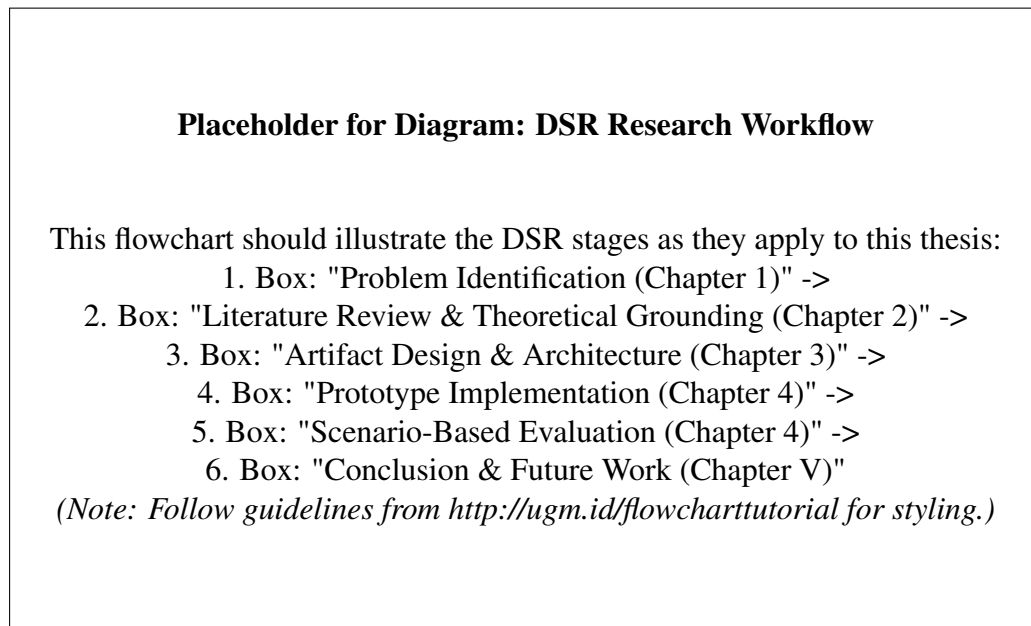 Placeholder for Diagram: DSR Research Workflow
This flowchart should illustrate the DSR stages as they apply to this thesis:
1. Box: "Problem Identification (Chapter 1)" ->
2. Box: "Literature Review & Theoretical Grounding (Chapter 2)" ->
3. Box: "Artifact Design & Architecture (Chapter 3)" ->
4. Box: "Prototype Implementation (Chapter 4)" ->
5. Box: "Scenario-Based Evaluation (Chapter 4)" ->
6. Box: "Conclusion & Future Work (Chapter V)"
(Note: Follow guidelines from http://ugm.id/flowcharttutorial for styling.)